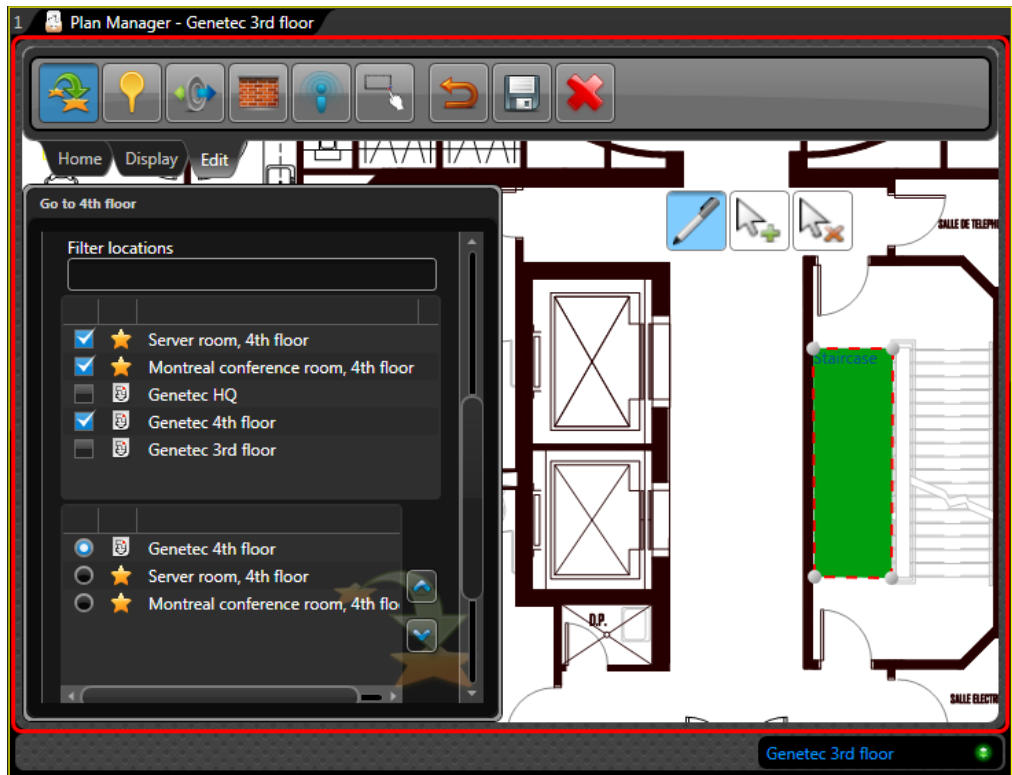 1 Plan Manager - Genetec 3rd floor
Home Display Edit
Go to 4th floor
Filter locations
Server room, 4th floor
Montreal conference room, 4th floor
Genetec HQ
Genetec 4th floor
Genetec 3rd floor
Genetec 4th floor
Server room, 4th floor
Montreal conference room, 4th flo
SALLE DE TELEPH
Staircase
D.P.
SALLE ELECTR
Genetec 3rd floor